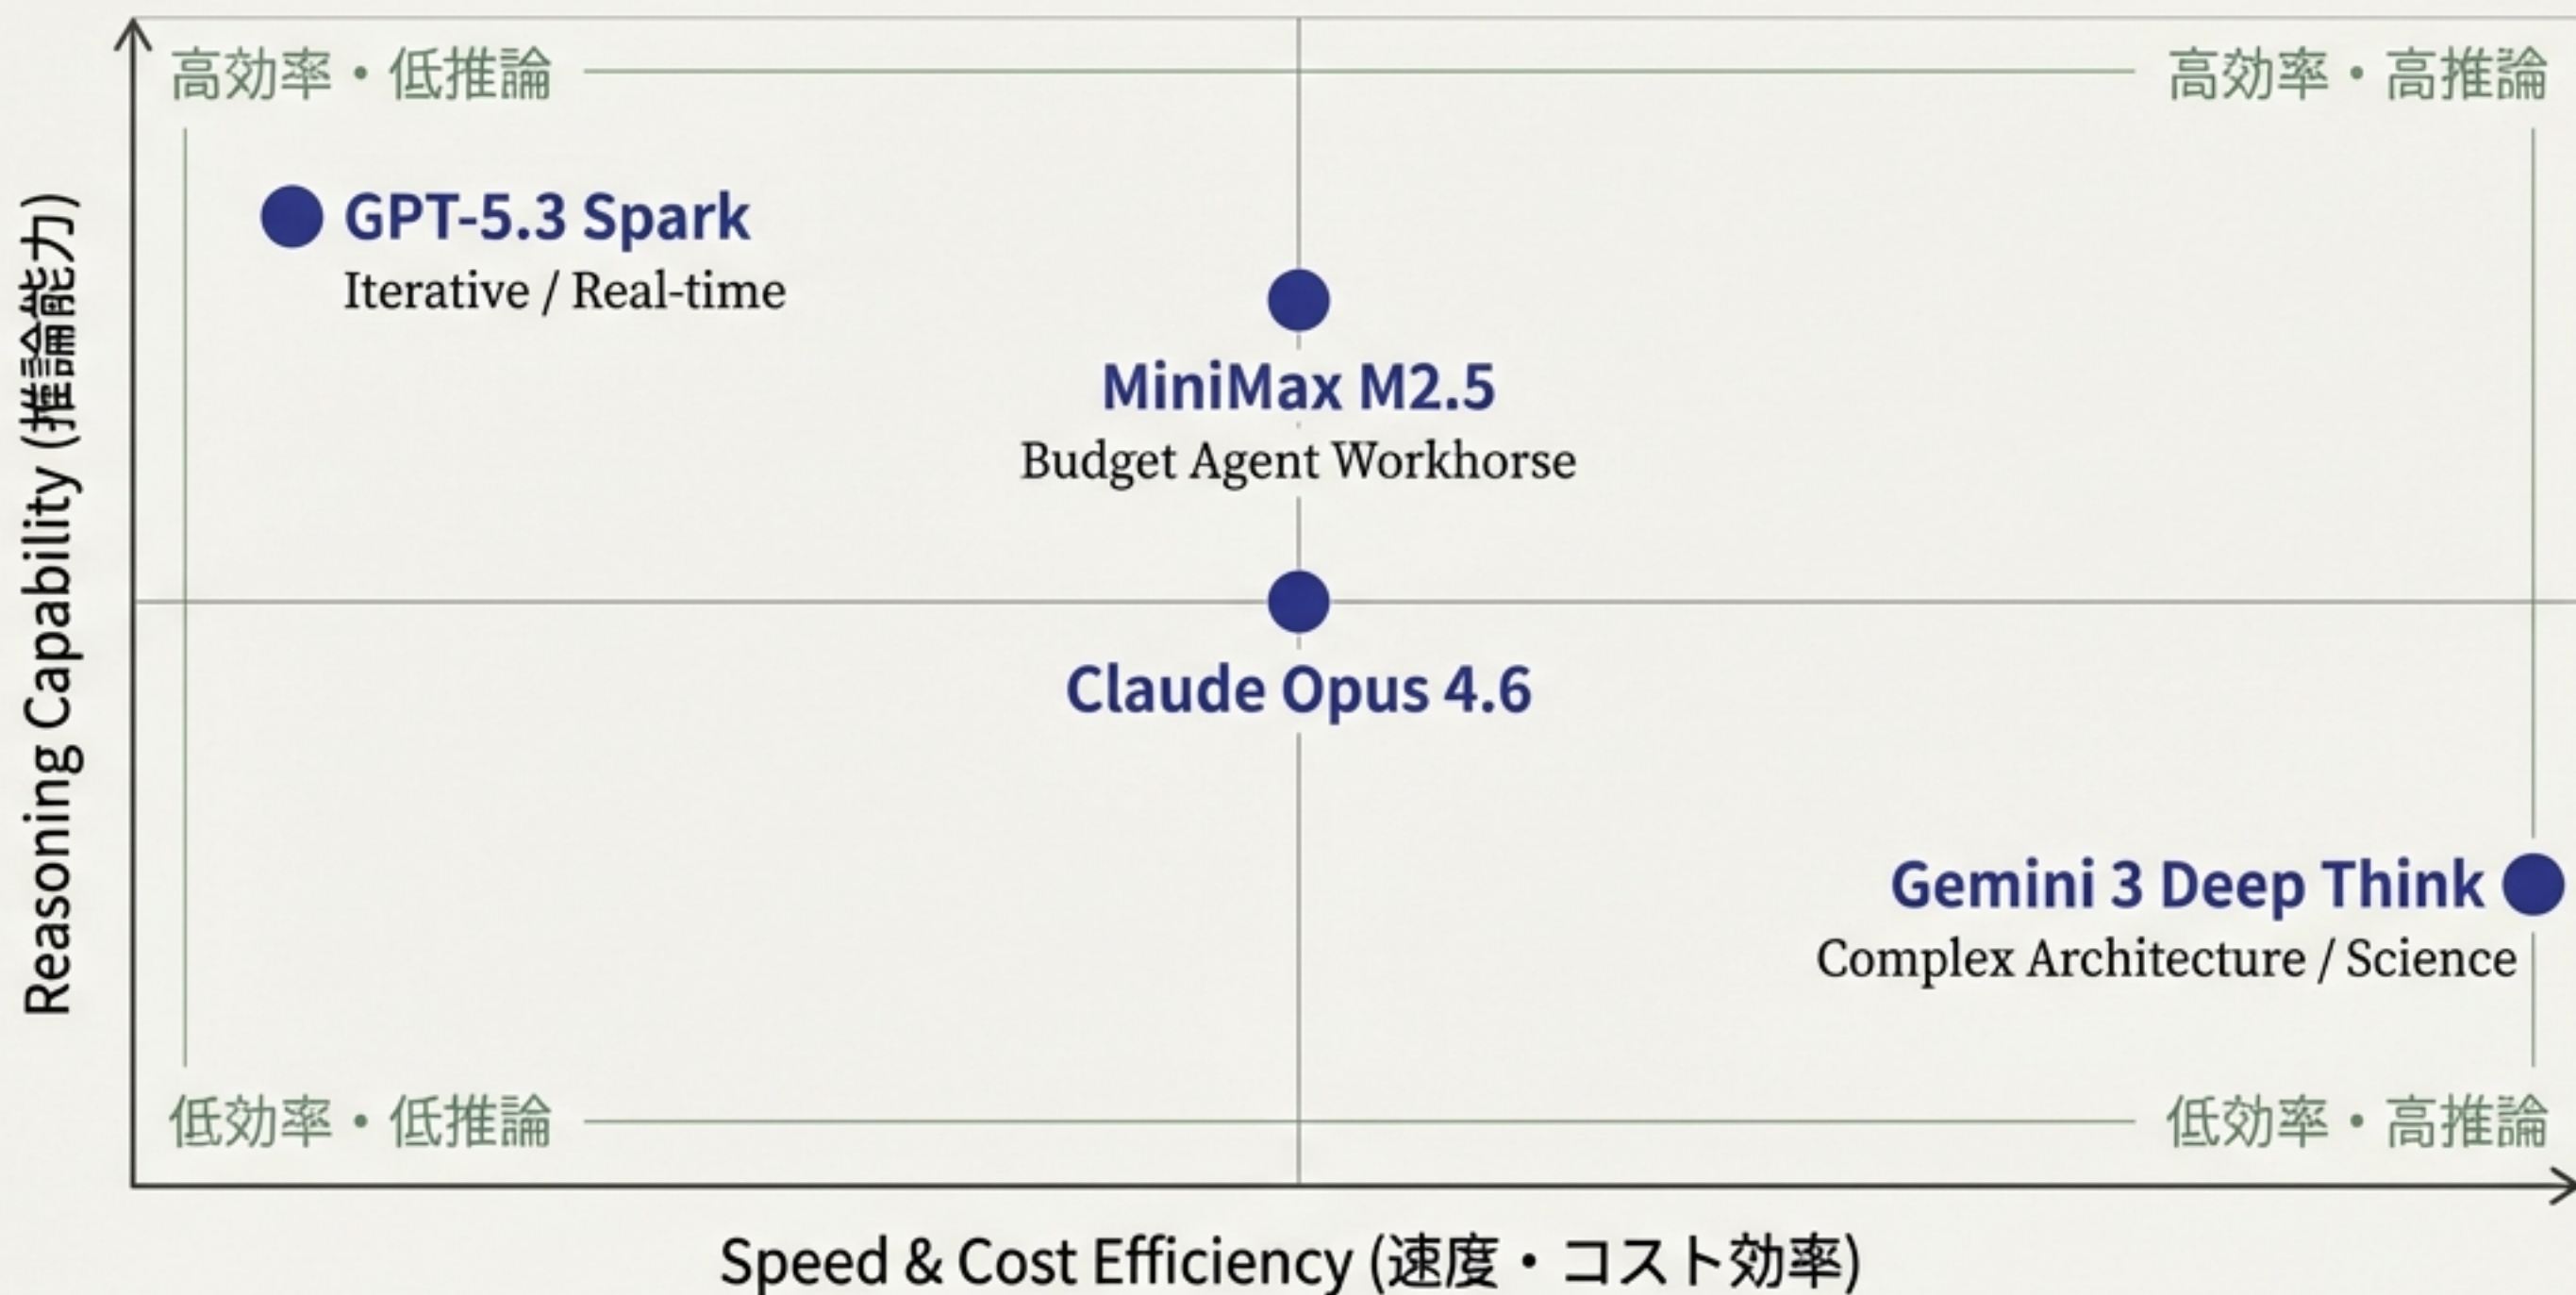 高効率・低推論
高効率・高推論
GPT-5.3 Spark
Iterative / Real-time
MiniMax M2.5
Budget Agent Workhorse
Claude Opus 4.6
Gemini 3 Deep Think
Complex Architecture / Science
低効率・低推論
低効率・高推論
Reasoning Capability (推論能力)
Speed & Cost Efficiency (速度・コスト効率)